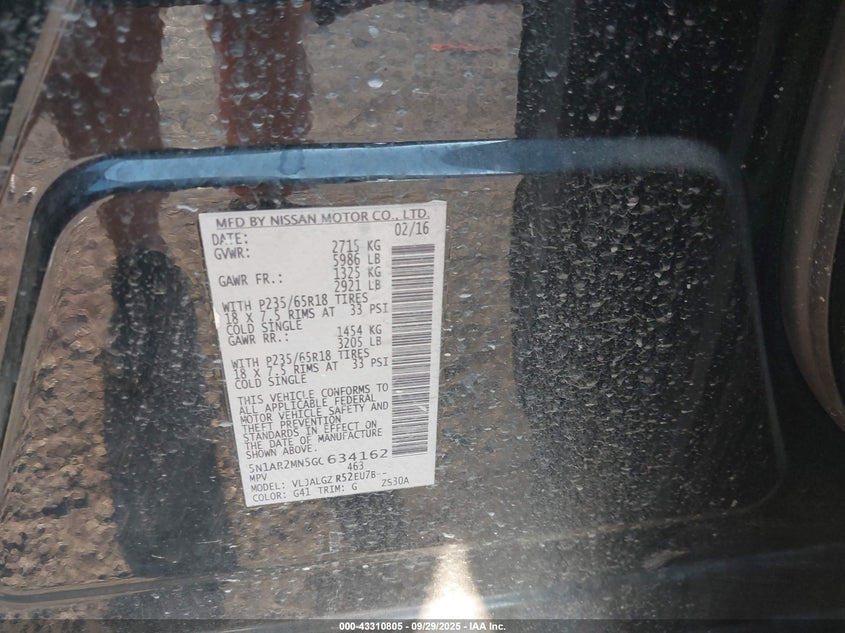 MFD BY NISSAN MOTOR CO., LTD.
DATE: 02/16
GVWR: 2715 KG
5986 LB
GAWR FR.: 1325 KG
2921 LB
WITH P235/65R18 TIRES
18 X 7.5 RIMS AT 33 PSI
COLD SINGLE
GAWR RR.: 1454 KG
3205 LB
WITH P235/65R18 TIRES
18 X 7.5 RIMS AT 33 PSI
COLD SINGLE
THIS VEHICLE CONFORMS TO
ALL APPLICABLE FEDERAL
MOTOR VEHICLE SAFETY AND
THEFT PREVENTION
STANDARDS IN EFFECT ON
THE DATE OF MANUFACTURE
SHOWN ABOVE.
5N1AR2MN5GC634162
MPV 463
MODEL: VLJALGZ R52EU7B--
COLOR: G41 TRIM: G ZS30A
000-43310805 • 09/29/2025 • IAA Inc.